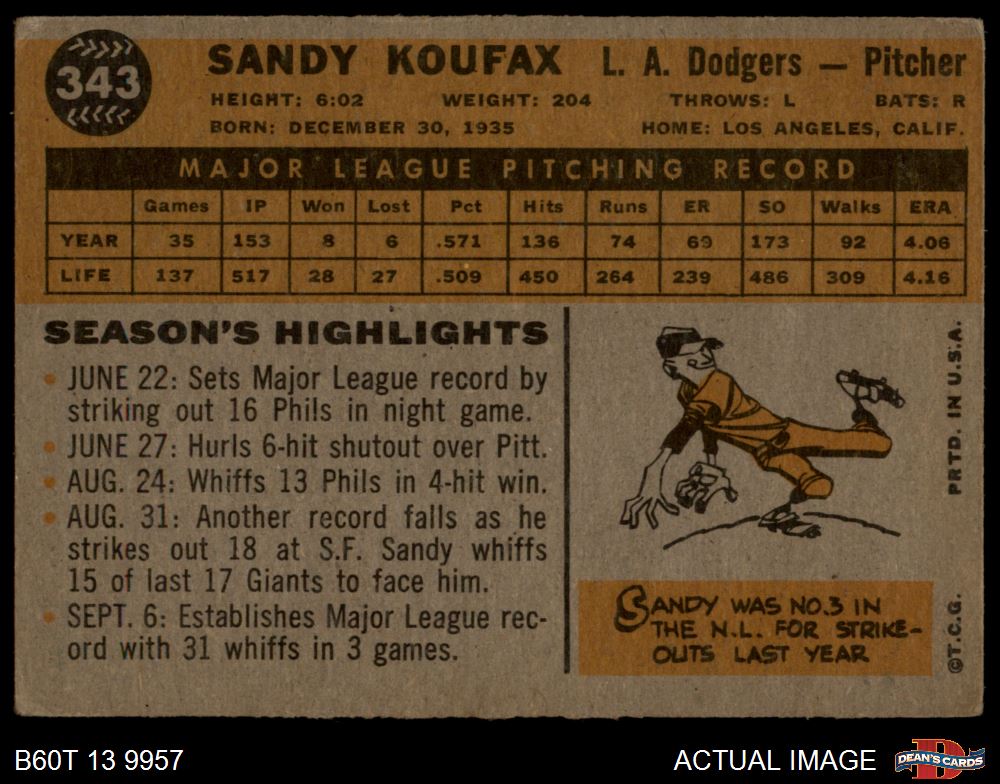 343
SANDY KOUFAX L. A. Dodgers — Pitcher
HEIGHT: 6:02 WEIGHT: 204 THROWS: L BATS: R
BORN: DECEMBER 30, 1935 HOME: LOS ANGELES, CALIF.
MAJOR LEAGUE PITCHING RECORD
Games IP Won Lost Pct Hits Runs ER SO Walks ERA
YEAR 35 153 8 6 .571 136 74 69 173 92 4.06
LIFE 137 517 28 27 .509 450 264 239 486 309 4.16
SEASON'S HIGHLIGHTS
• JUNE 22: Sets Major League record by
striking out 16 Phils in night game.
• JUNE 27: Hurls 6-hit shutout over Pitt.
• AUG. 24: Whiffs 13 Phils in 4-hit win.
• AUG. 31: Another record falls as he
strikes out 18 at S.F. Sandy whiffs
15 of last 17 Giants to face him.
• SEPT. 6: Establishes Major League rec-
ord with 31 whiffs in 3 games.
SANDY WAS NO.3 IN
THE N.L. FOR STRIKE-
OUTS LAST YEAR
©T.C.G. PRTD. IN U.S.A.
B60T 13 9957 ACTUAL IMAGE
D
DEAN'S CARDS